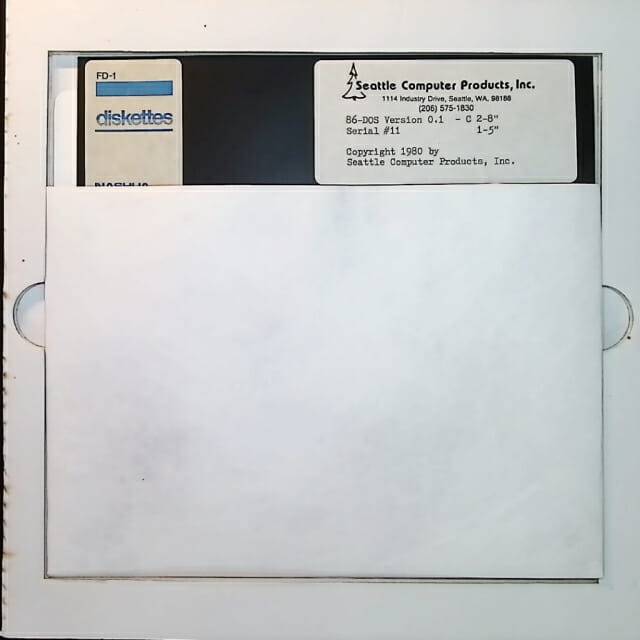 FD-1
diskettes
NASHUA
Seattle Computer Products, Inc.
1114 Industry Drive, Seattle, WA. 98188
(206) 575-1830
86-DOS Version 0.1 - C 2-8"
Serial #11 1-5"
Copyright 1980 by
Seattle Computer Products, Inc.